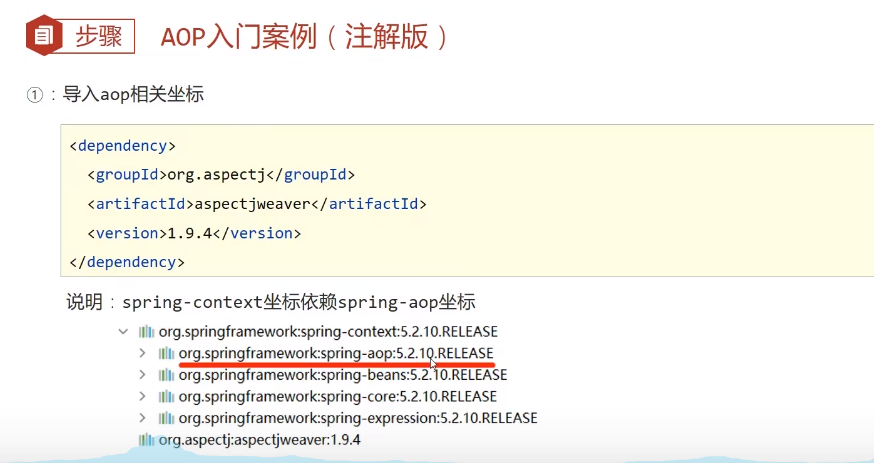 步骤 AOP入门案例（注解版）
①：导入aop相关坐标
<dependency>
<groupId>org.aspectj</groupId>
<artifactId>aspectjweaver</artifactId>
<version>1.9.4</version>
</dependency>
说明：spring-context坐标依赖spring-aop坐标
org.springframework:spring-context:5.2.10.RELEASE
org.springframework:spring-aop:5.2.10.RELEASE
org.springframework:spring-beans:5.2.10.RELEASE
org.springframework:spring-core:5.2.10.RELEASE
org.springframework:spring-expression:5.2.10.RELEASE
org.aspectj:aspectjweaver:1.9.4